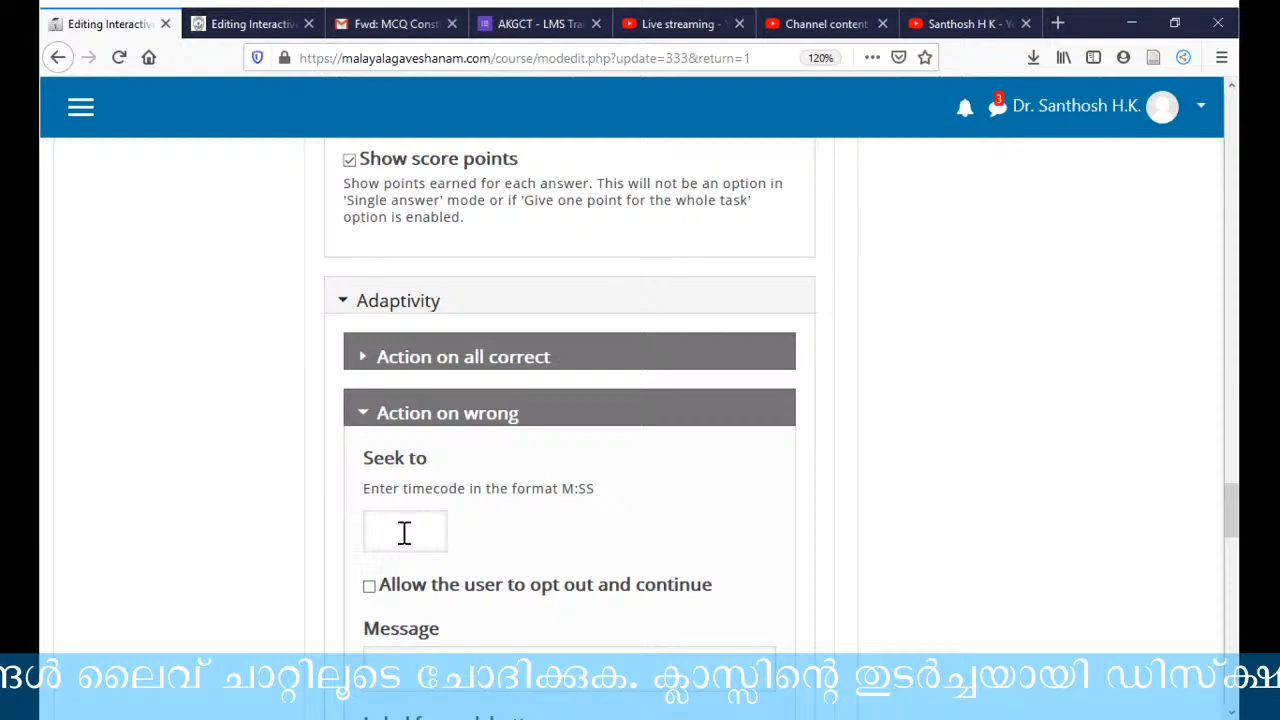 Editing Interactive
Editing Interactive
Fwd: MCQ Const
AKGCT - LMS Trai
Live streaming -
Channel content
Santhosh H K - Y
https://malayalagaveshanam.com/course/modedit.php?update=333&return=1
120%
3
Dr. Santhosh H.K.
Show score points
Show points earned for each answer. This will not be an option in
'Single answer' mode or if 'Give one point for the whole task'
option is enabled.
Adaptivity
Action on all correct
Action on wrong
Seek to
Enter timecode in the format M:SS
Allow the user to opt out and continue
Message
ലൈവ് ചാറ്റിലൂടെ ചോദിക്കുക. ക്ലാസ്സിന്റെ തുടർച്ചയായി ഡിസ്ക